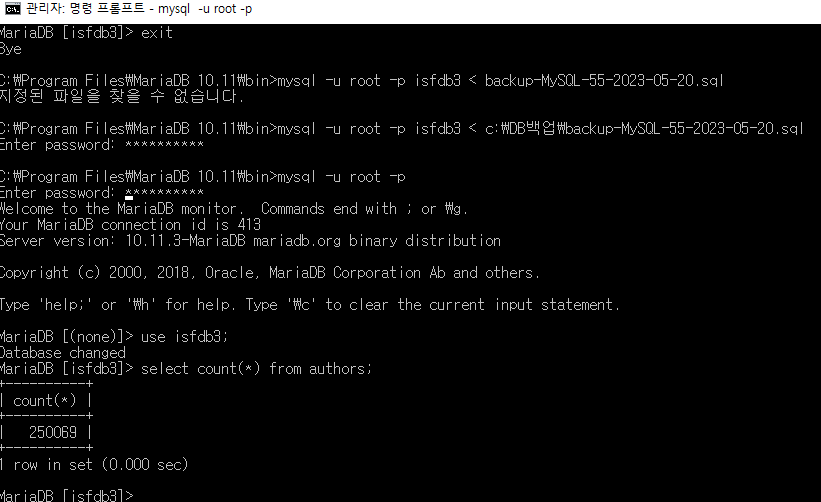 관리자: 명령 프롬프트 - mysql  -u root -p
MariaDB [isfdb3]> exit
Bye
C:₩Program Files₩MariaDB 10.11₩bin>mysql -u root -p isfdb3 < backup-MySQL-55-2023-05-20.sql
지정된 파일을 찾을 수 없습니다.
C:₩Program Files₩MariaDB 10.11₩bin>mysql -u root -p isfdb3 < c:₩DB백업₩backup-MySQL-55-2023-05-20.sql
Enter password: **********
C:₩Program Files₩MariaDB 10.11₩bin>mysql -u root -p
Enter password: **********
Welcome to the MariaDB monitor.  Commands end with ; or ₩g.
Your MariaDB connection id is 413
Server version: 10.11.3-MariaDB mariadb.org binary distribution
Copyright (c) 2000, 2018, Oracle, MariaDB Corporation Ab and others.
Type 'help;' or '₩h' for help. Type '₩c' to clear the current input statement.
MariaDB [(none)]> use isfdb3;
Database changed
MariaDB [isfdb3]> select count(*) from authors;
+----------+
| count(*) |
+----------+
|   250069 |
+----------+
1 row in set (0.000 sec)
MariaDB [isfdb3]>